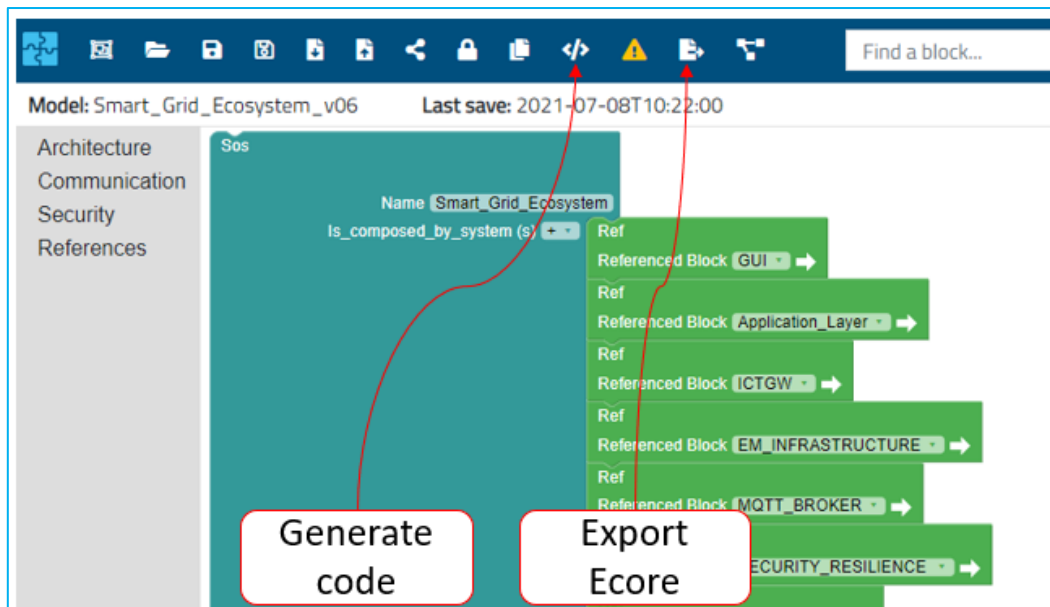 Find a block...
Model: Smart_Grid_Ecosystem_v06 Last save: 2021-07-08T10:22:00
Architecture
Communication
Security
References
Sos
Name Smart_Grid_Ecosystem
Is_composed_by_system (s) +
Ref
Referenced Block GUI
Ref
Referenced Block Application_Layer
Ref
Referenced Block ICTGW
Ref
Referenced Block EM_INFRASTRUCTURE
Ref
Referenced Block MQTT_BROKER
ECURITY_RESILIENCE
Generate
code
Export
Ecore